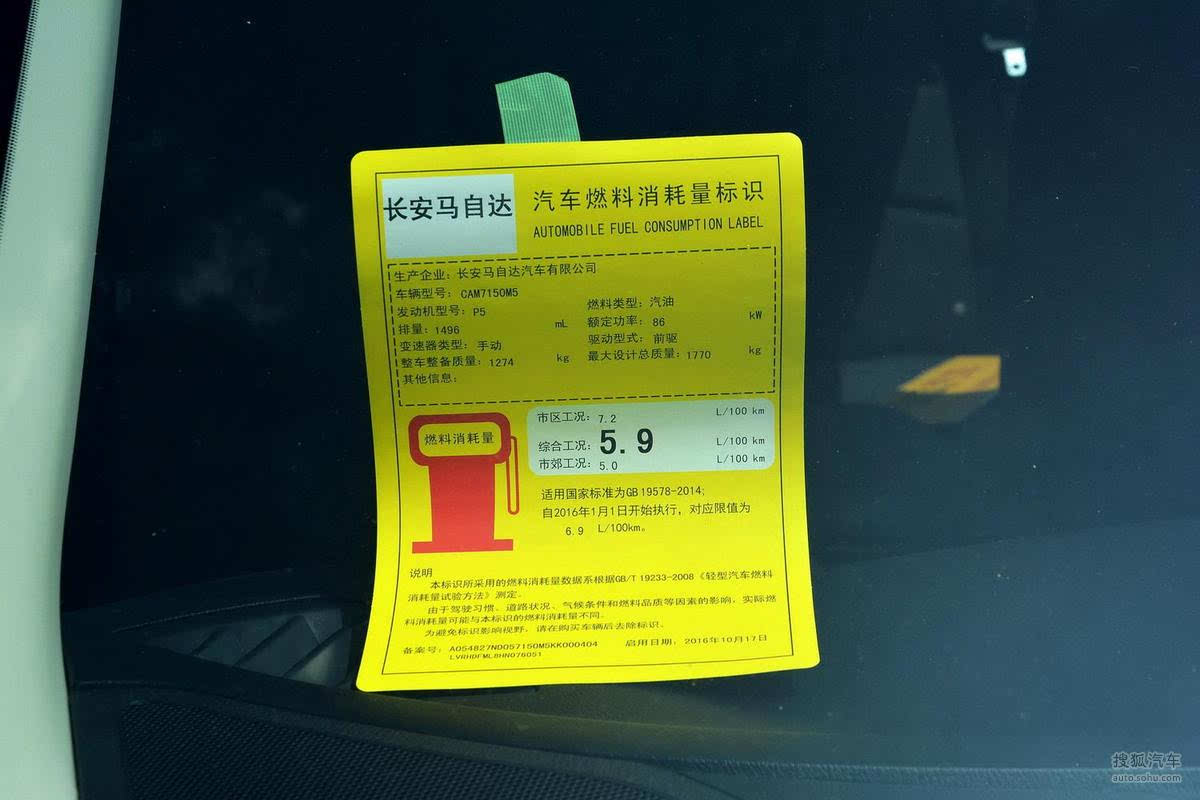 长安马自达
汽车燃料消耗量标识
AUTOMOBILE FUEL CONSUMPTION LABEL
生产企业: 长安马自达汽车有限公司
车辆型号: CAM7150M5
发动机型号: P5
燃料类型: 汽油
排量: 1496 mL
额定功率: 86 kW
变速器类型: 手动
驱动型式: 前驱
整车整备质量: 1274 kg
最大设计总质量: 1770 kg
其他信息:
燃料消耗量
市区工况: 7.2 L/100 km
综合工况: 5.9 L/100 km
市郊工况: 5.0 L/100 km
适用国家标准为GB 19578-2014;
自2016年1月1日开始执行, 对应限值为
6.9 L/100km。
说明
本标识所采用的燃料消耗量数据系根据GB/T 19233-2008《轻型汽车燃料
消耗量试验方法》测定。
由于驾驶习惯、道路状况、气候条件和燃料品质等因素的影响, 实际燃
料消耗量可能与本标识的燃料消耗量不同。
为避免标识影响视野, 请在购买车辆后去除标识。
备案号: A054827ND057150M5KK000404 启用日期: 2016年10月17日
LVRHDFML8HN076051
搜狐汽车
auto.sohu.com